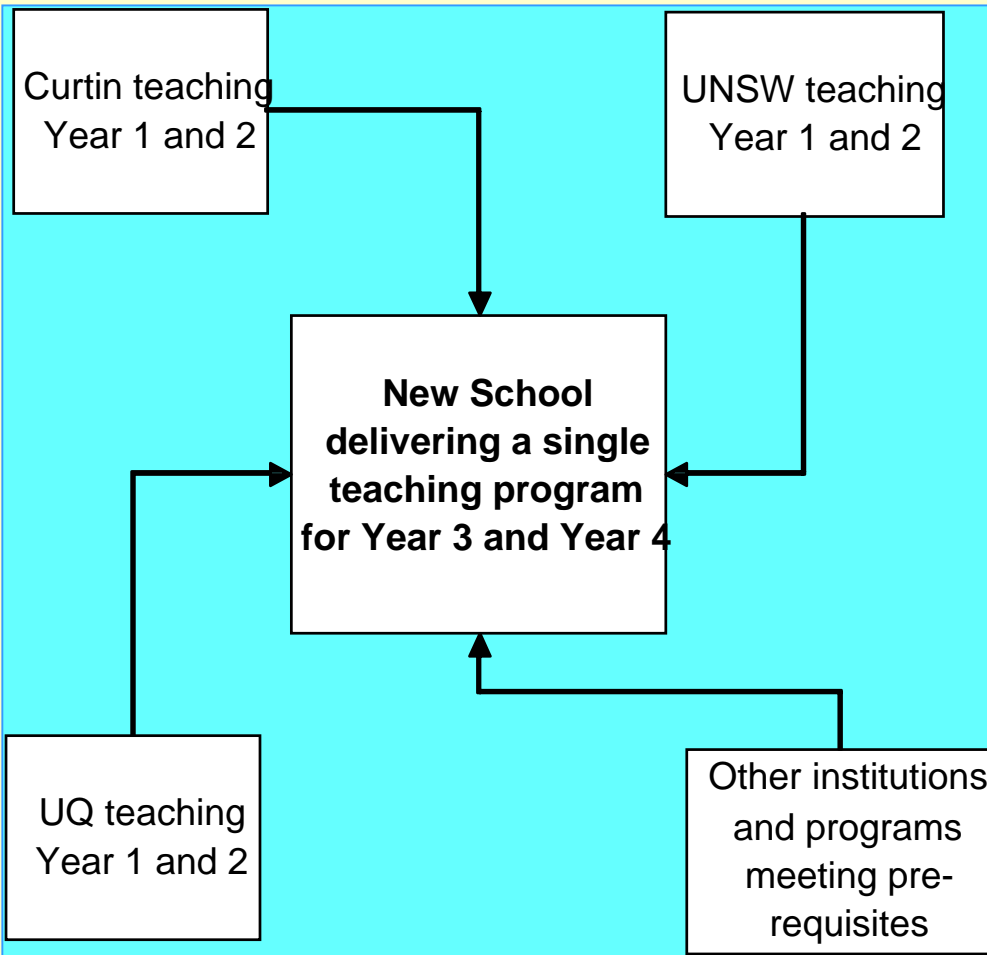 Curtin teaching
Year 1 and 2
UNSW teaching
Year 1 and 2
New School
delivering a single
teaching program
for Year 3 and Year 4
UQ teaching
Year 1 and 2
Other institutions
and programs
meeting pre-
requisites